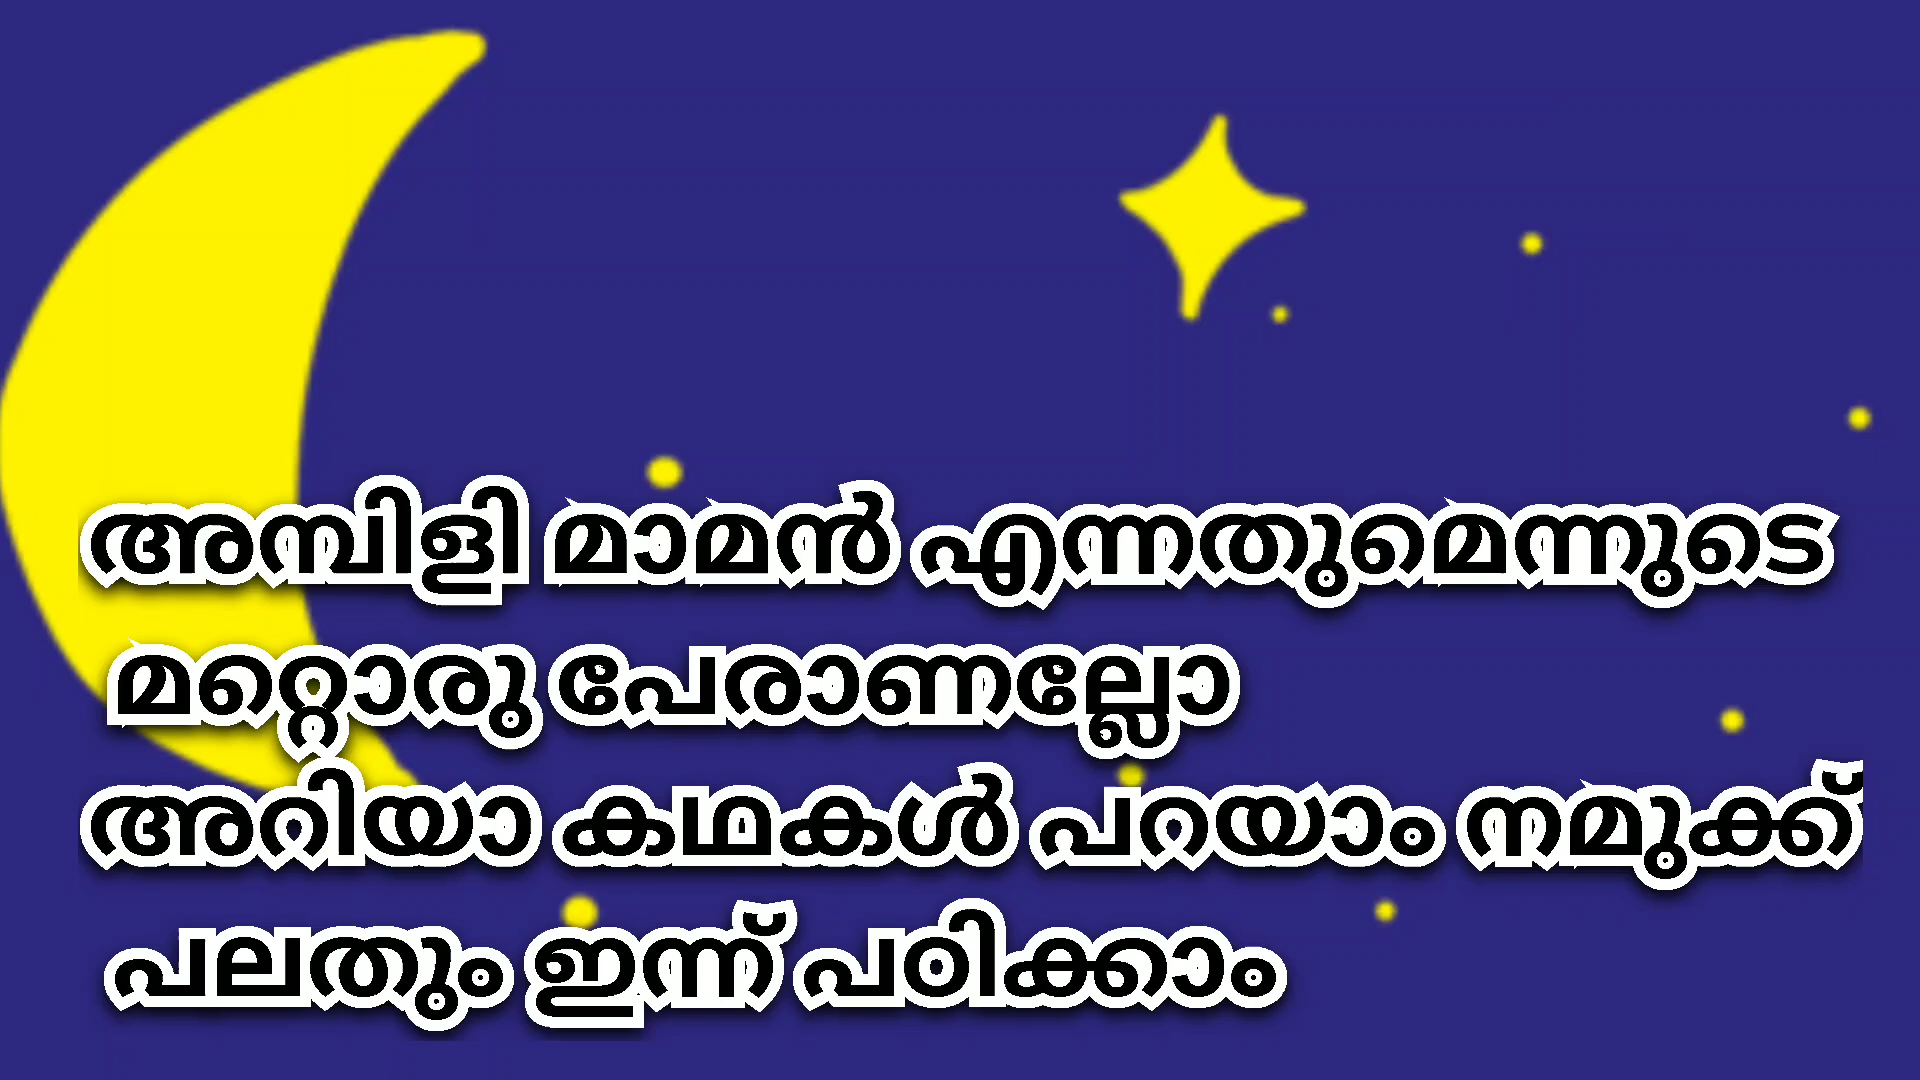 അമ്പിളി മാമൻ എന്നതുമെന്നുടെ
മറ്റൊരു പേരാണല്ലോ
അറിയാ കഥകൾ പറയാം നമുക്ക്
പലതും ഇന്ന് പഠിക്കാം